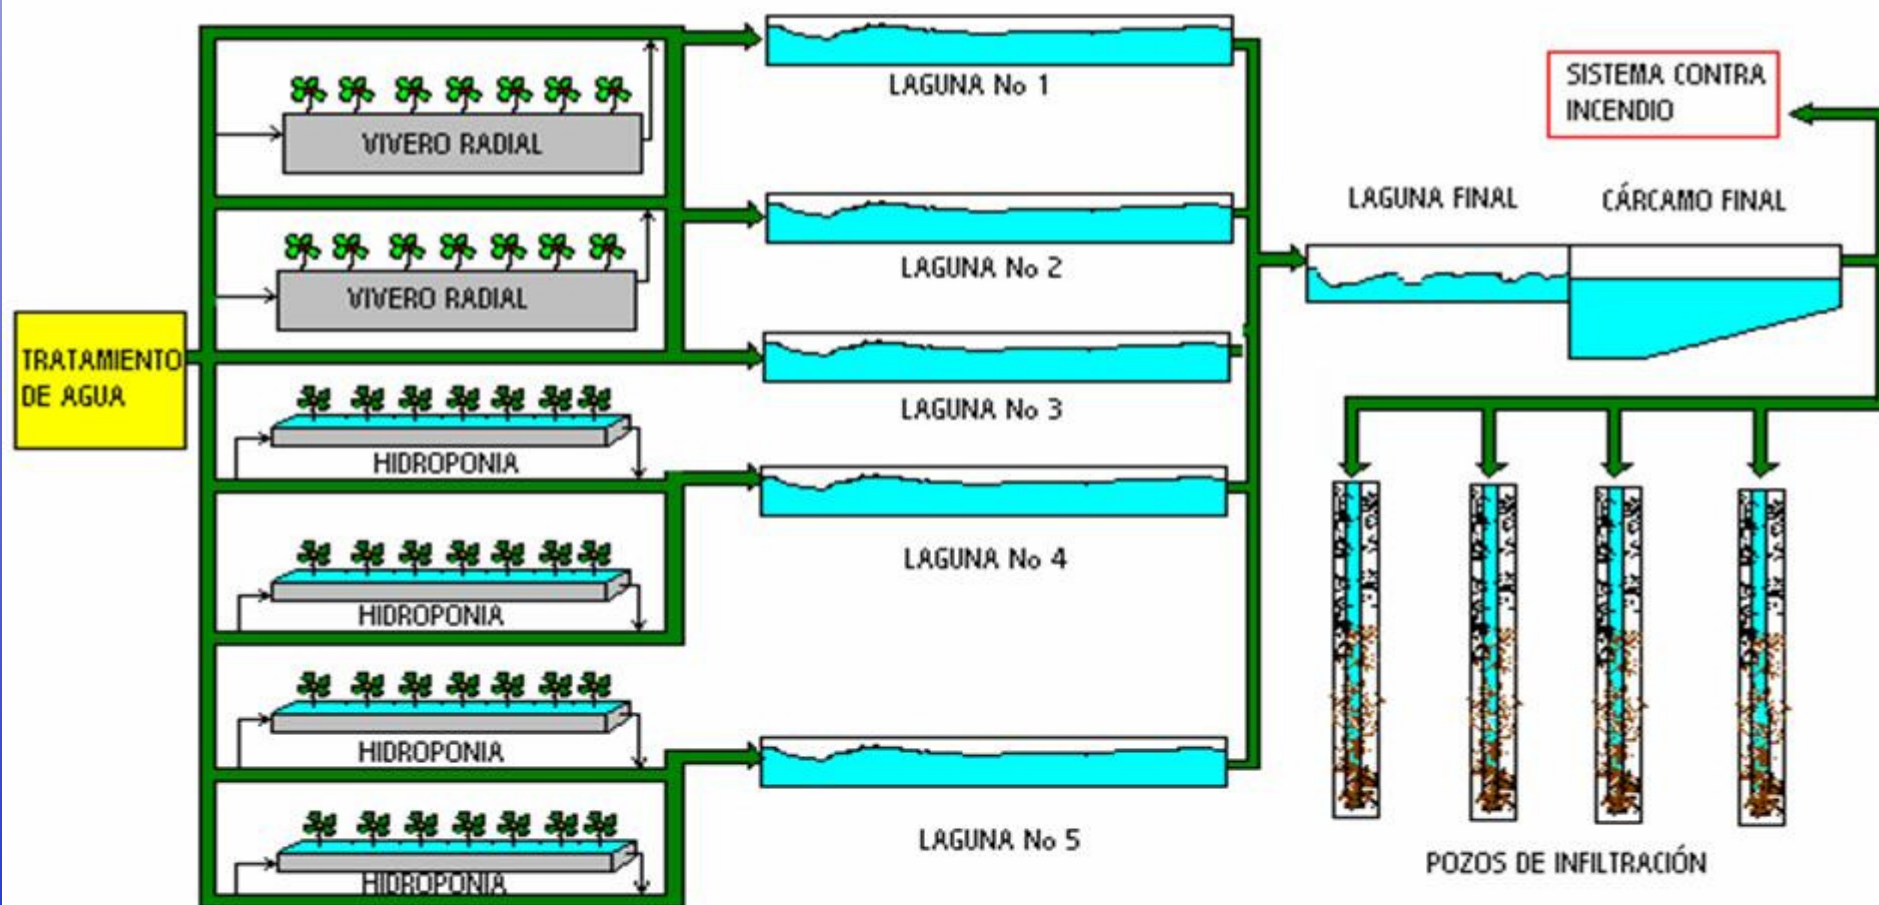 TRATAMIENTO
DE AGUA
VIVERO RADIAL
VIVERO RADIAL
HIDROPONIA
HIDROPONIA
HIDROPONIA
HIDROPONIA
LAGUNA No 1
LAGUNA No 2
LAGUNA No 3
LAGUNA No 4
LAGUNA No 5
SISTEMA CONTRA
INCENDIO
LAGUNA FINAL
CÁRCAMO FINAL
POZOS DE INFILTRACIÓN